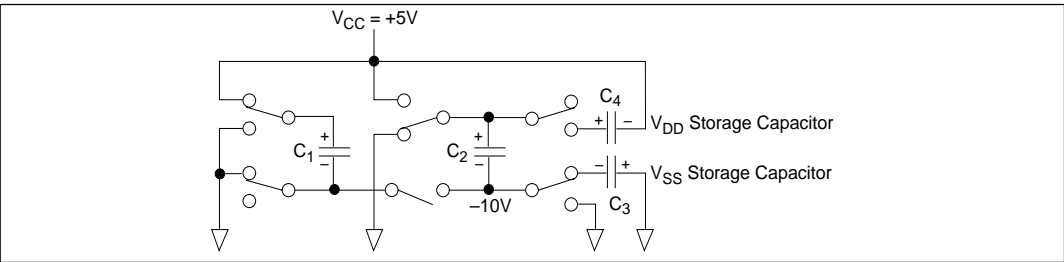 V_CC = +5V
C_4
+ − V_DD Storage Capacitor
+
C_1
−
+
C_2
−
− + V_SS Storage Capacitor
C_3
−10V